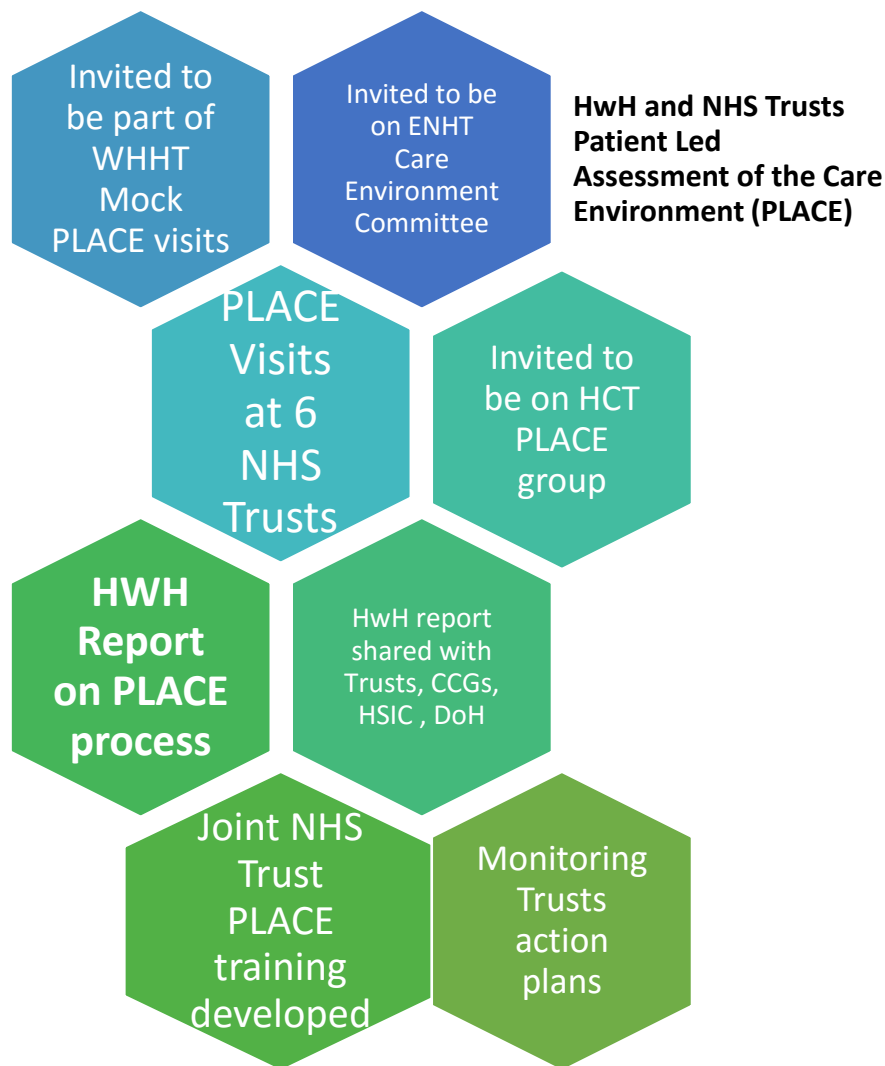 Invited to
be part of
WHHT
Mock
PLACE visits
Invited to be
on ENHT
Care
Environment
Committee
HwH and NHS Trusts
Patient Led
Assessment of the Care
Environment (PLACE)
PLACE
Visits
at 6
NHS
Trusts
Invited to
be on HCT
PLACE
group
HWH
Report
on PLACE
process
HwH report
shared with
Trusts, CCGs,
HSIC , DoH
Joint NHS
Trust
PLACE
training
developed
Monitoring
Trusts
action
plans